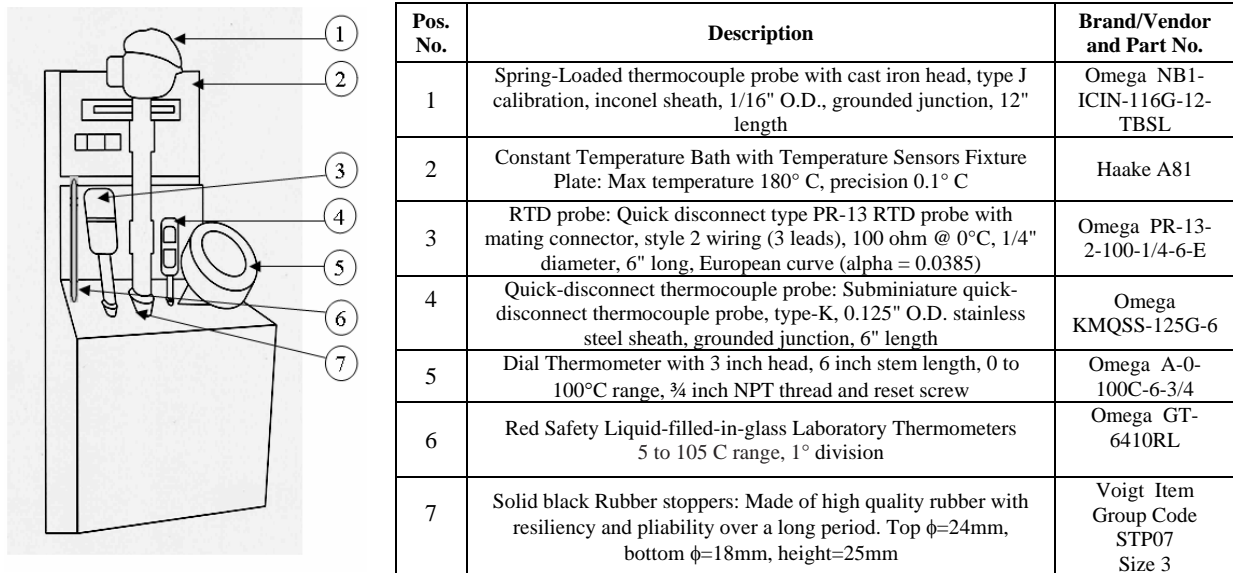 1
2
3
4
5
6
7
Pos.
No.
Description
Brand/Vendor
and Part No.
1
Spring-Loaded thermocouple probe with cast iron head, type J
calibration, inconel sheath, 1/16" O.D., grounded junction, 12"
length
Omega NB1-
ICIN-116G-12-
TBSL
2
Constant Temperature Bath with Temperature Sensors Fixture
Plate: Max temperature 180° C, precision 0.1° C
Haake A81
3
RTD probe: Quick disconnect type PR-13 RTD probe with
mating connector, style 2 wiring (3 leads), 100 ohm @ 0°C, 1/4"
diameter, 6" long, European curve (alpha = 0.0385)
Omega PR-13-
2-100-1/4-6-E
4
Quick-disconnect thermocouple probe: Subminiature quick-
disconnect thermocouple probe, type-K, 0.125" O.D. stainless
steel sheath, grounded junction, 6" length
Omega
KMQSS-125G-6
5
Dial Thermometer with 3 inch head, 6 inch stem length, 0 to
100°C range, ¾ inch NPT thread and reset screw
Omega A-0-
100C-6-3/4
6
Red Safety Liquid-filled-in-glass Laboratory Thermometers
5 to 105 C range, 1° division
Omega GT-
6410RL
7
Solid black Rubber stoppers: Made of high quality rubber with
resiliency and pliability over a long period. Top ϕ=24mm,
bottom ϕ=18mm, height=25mm
Voigt Item
Group Code
STP07
Size 3